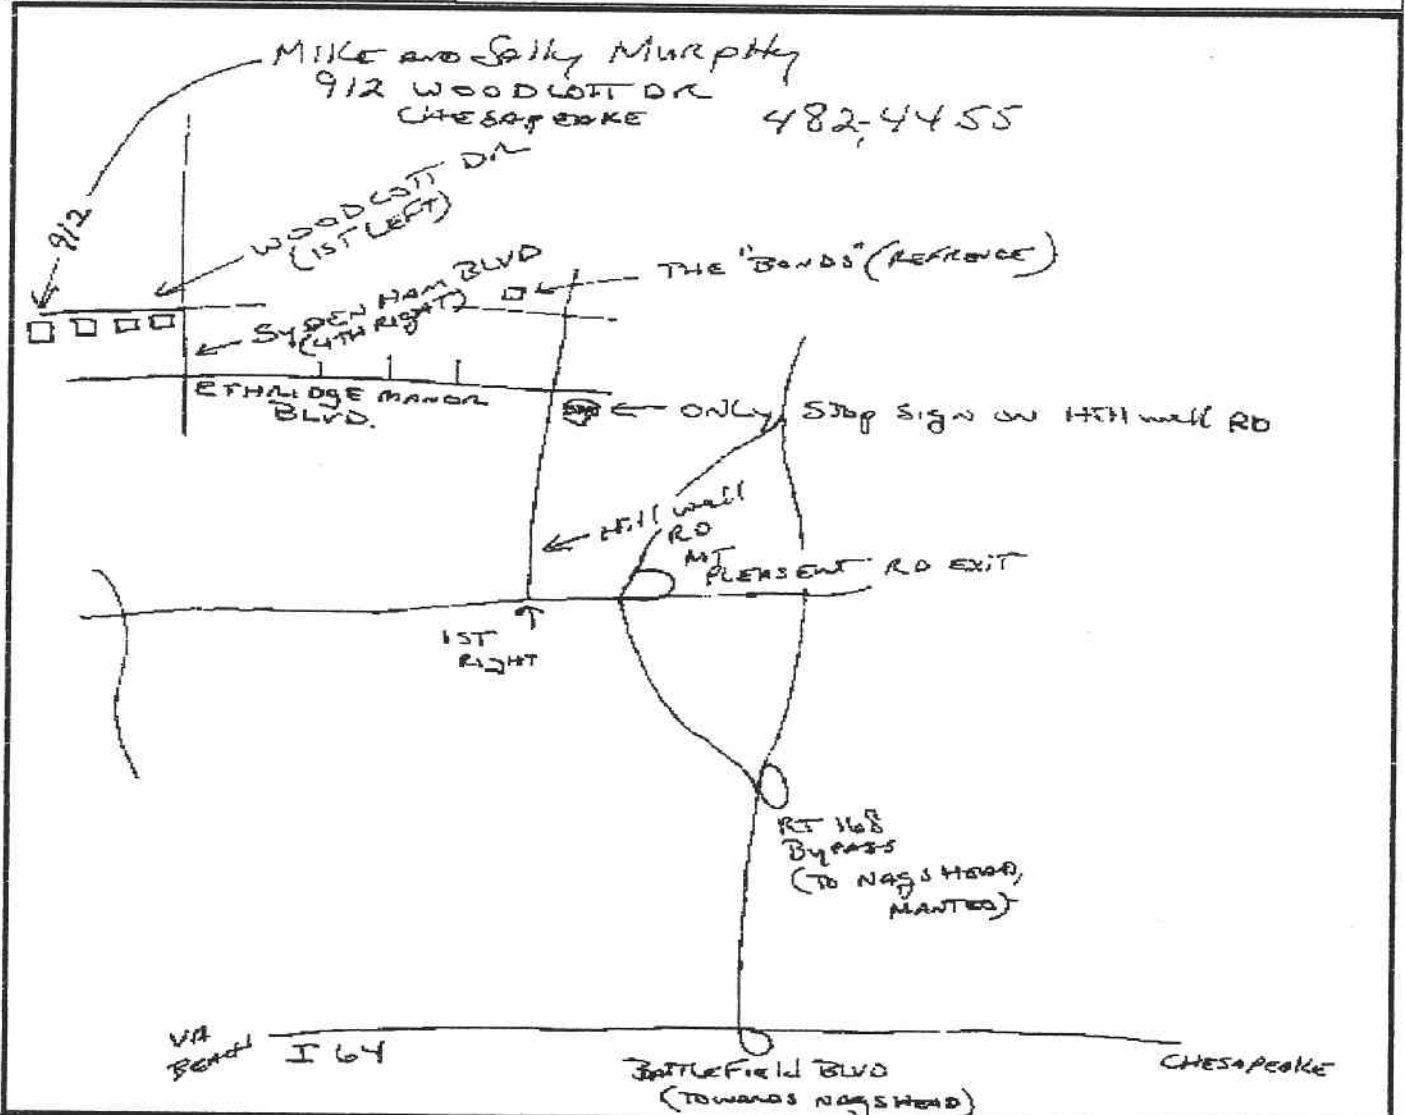 MIKE AND Sally MURPHY
912 WOODCOTT DR
CHESAPEAKE
482-4455
912
WOODCOTT DR
(1ST LEFT)
SYDENHAM BLVD
(4TH RIGHT)
THE "BONDS" (REFRENCE)
ETHRIDGE MANOR
BLVD.
STOP
ONLY STOP SIGN ON Hillwell RD
Hillwell
RD
MT
PLEASENT RD EXIT
1ST
RIGHT
RT 168
BYPASS
(TO NAGS HEAD,
MANTEO)
VA
BEACH
I 64
CHESAPEAKE
BATTLEFIELD BLVD
(TOWARDS NAGSHEAD)